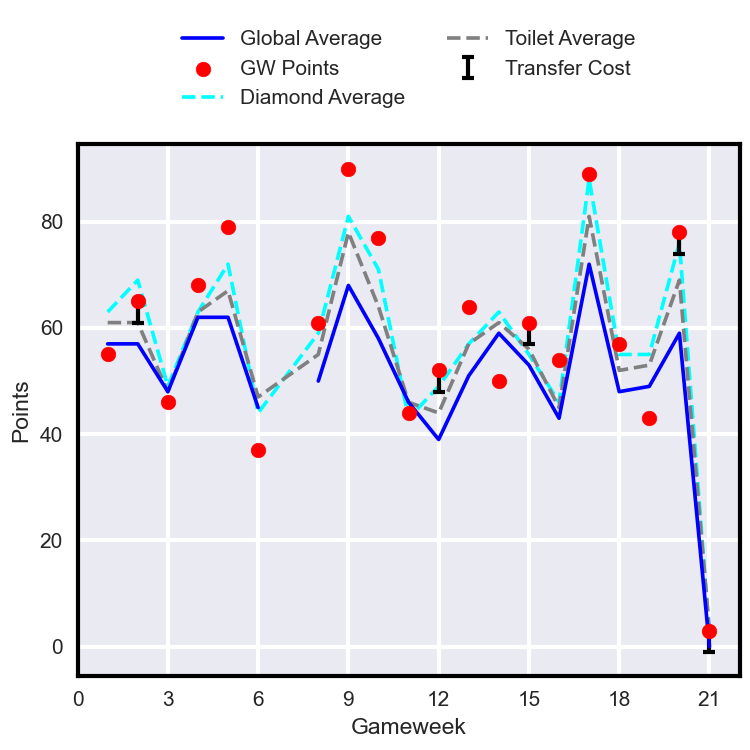 Global Average
GW Points
Diamond Average
Toilet Average
Transfer Cost
Points
80
60
40
20
0
0 3 6 9 12 15 18 21
Gameweek